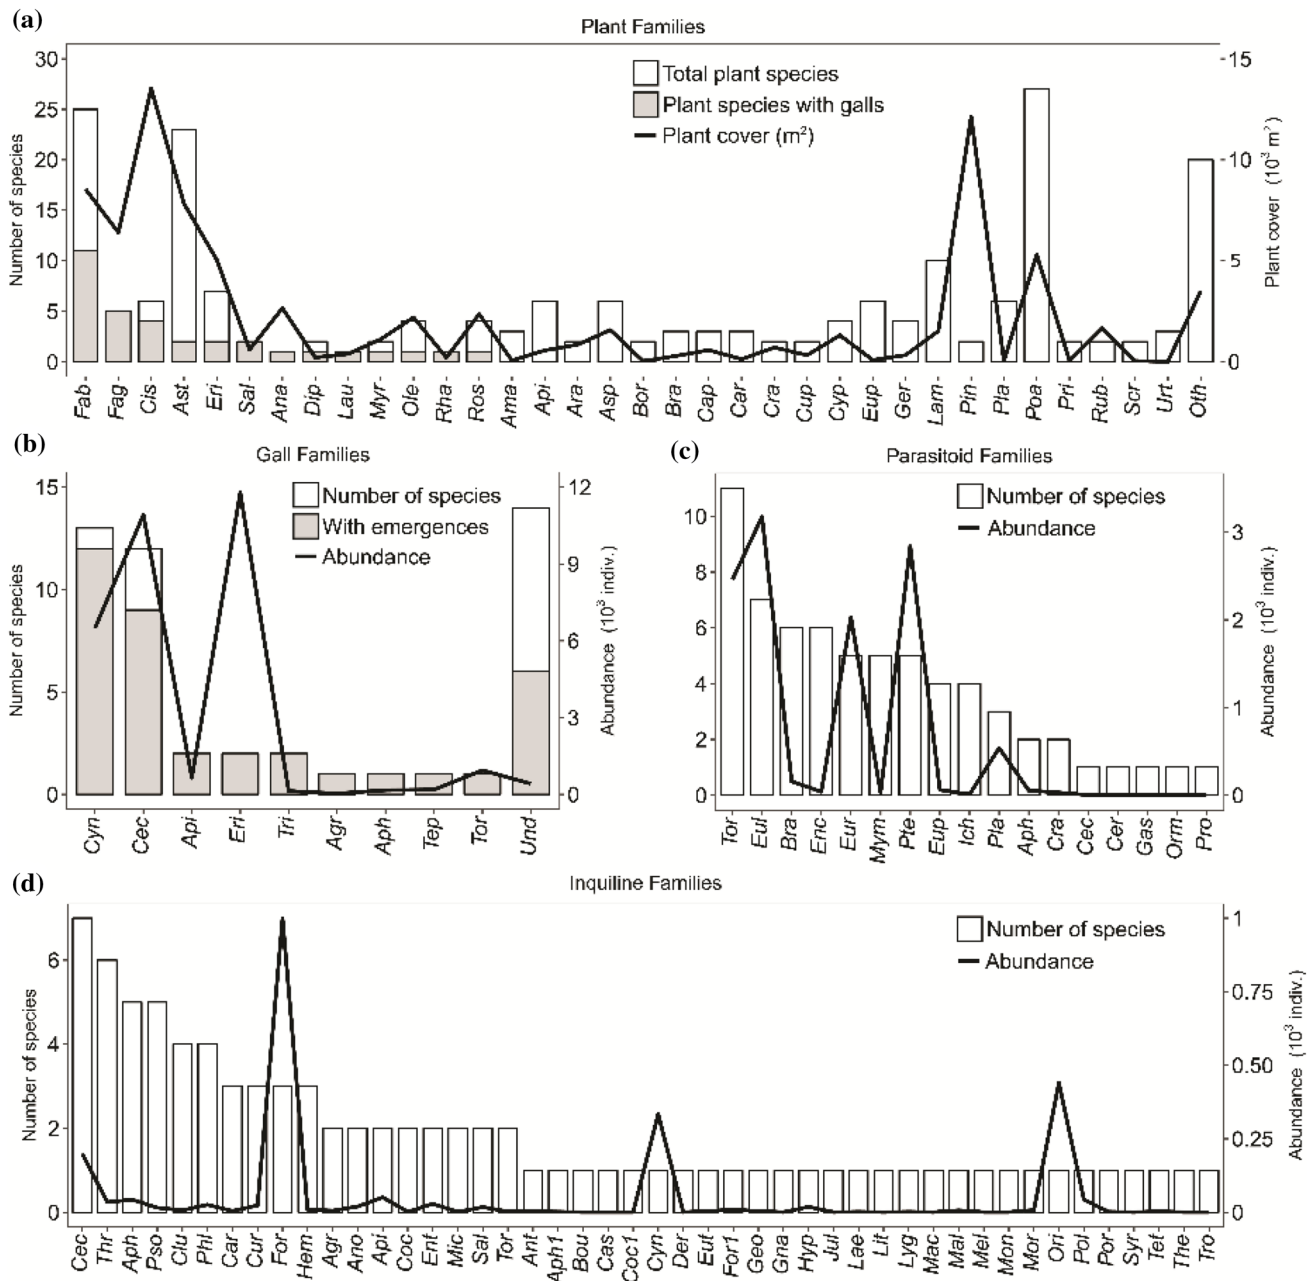 (a)
Plant Families
Total plant species
Plant species with galls
Plant cover (m²)
Number of species
30
25
20
15
10
5
0
Plant cover (10³ m²)
15
10
5
0
Fab Fag Cis Ast Eri Sal Ana Dip Lau Myr Ole Rha Ros Ama Api Ara Asp Bor Bra Cap Car Cra Cup Cyp Eup Ger Lam Pin Pla Poa Pri Rub Scr Urt Oth
(b)
Gall Families
Number of species
With emergences
Abundance
Number of species
15
10
5
0
Abundance (10³ indiv.)
12
9
6
3
0
Cyn Cec Api Eri Tri Agr Aph Tep Tor Und
(c)
Parasitoid Families
Number of species
Abundance
10
8
6
4
2
0
Abundance (10³ indiv.)
3
2
1
0
Tor Eul Bra Enc Eur Mym Pte Eup Ich Pla Aph Cra Cec Cer Gas Orm Pro
(d)
Inquiline Families
Number of species
Abundance
Number of species
6
4
2
0
Abundance (10³ indiv.)
1
0.75
0.50
0.25
0
Cec Thr Aph Pso Clu Phl Car Cur For Hem Agr Ano Api Coc Ent Mic Sal Tor Ant Aph1 Bou Cas Coc1 Cyn Der Eut For1 Geo Gna Hyp Jul Lae Lit Lyg Mac Mal Mel Mon Mor Ori Pol Por Syr Tet The Tro